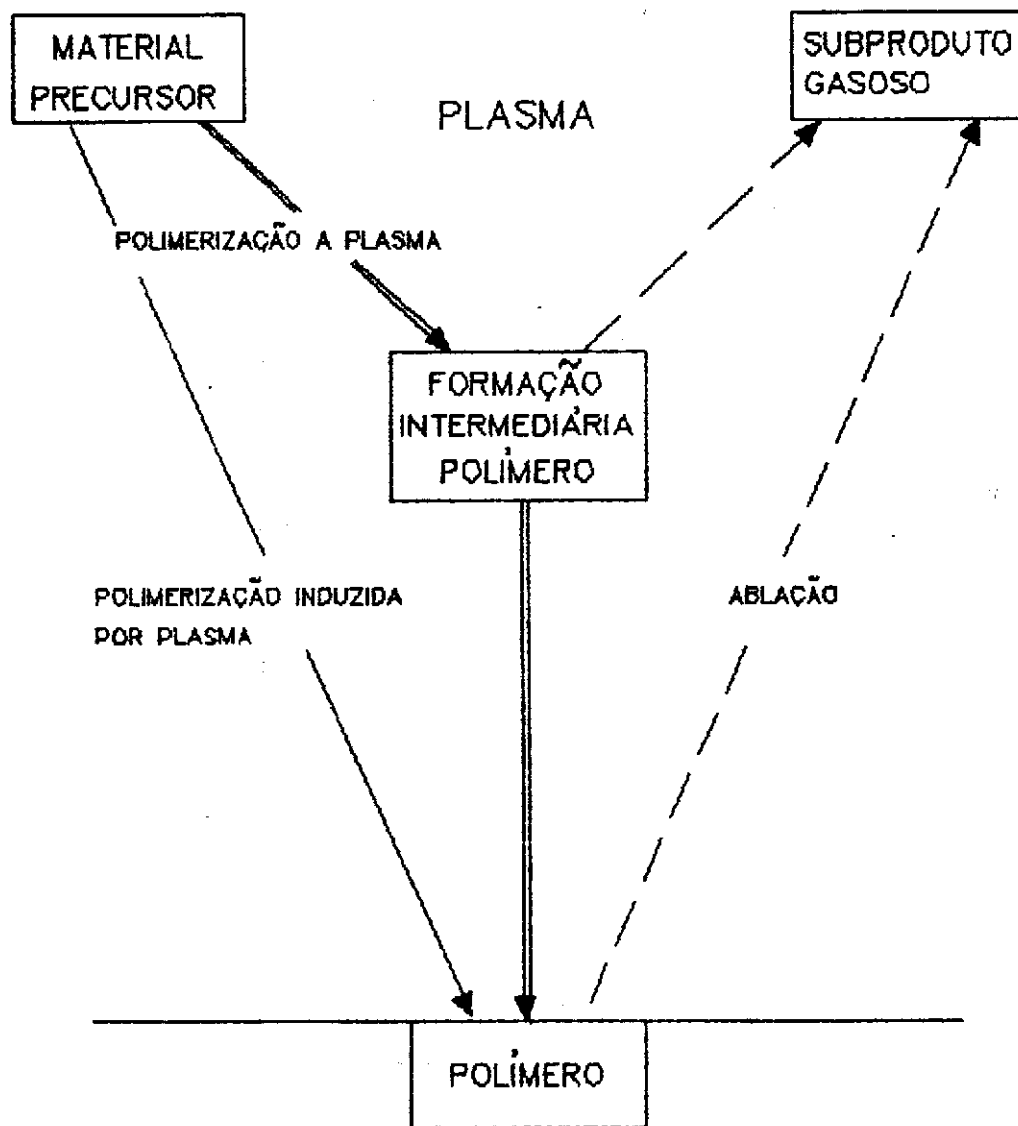 MATERIAL
PRECURSOR
SUBPRODUTO
GASOSO
PLASMA
POLIMERIZAÇÃO A PLASMA
FORMAÇÃO
INTERMEDIÁRIA
POLÍMERO
POLIMERIZAÇÃO INDUZIDA
POR PLASMA
ABLAÇÃO
POLÍMERO